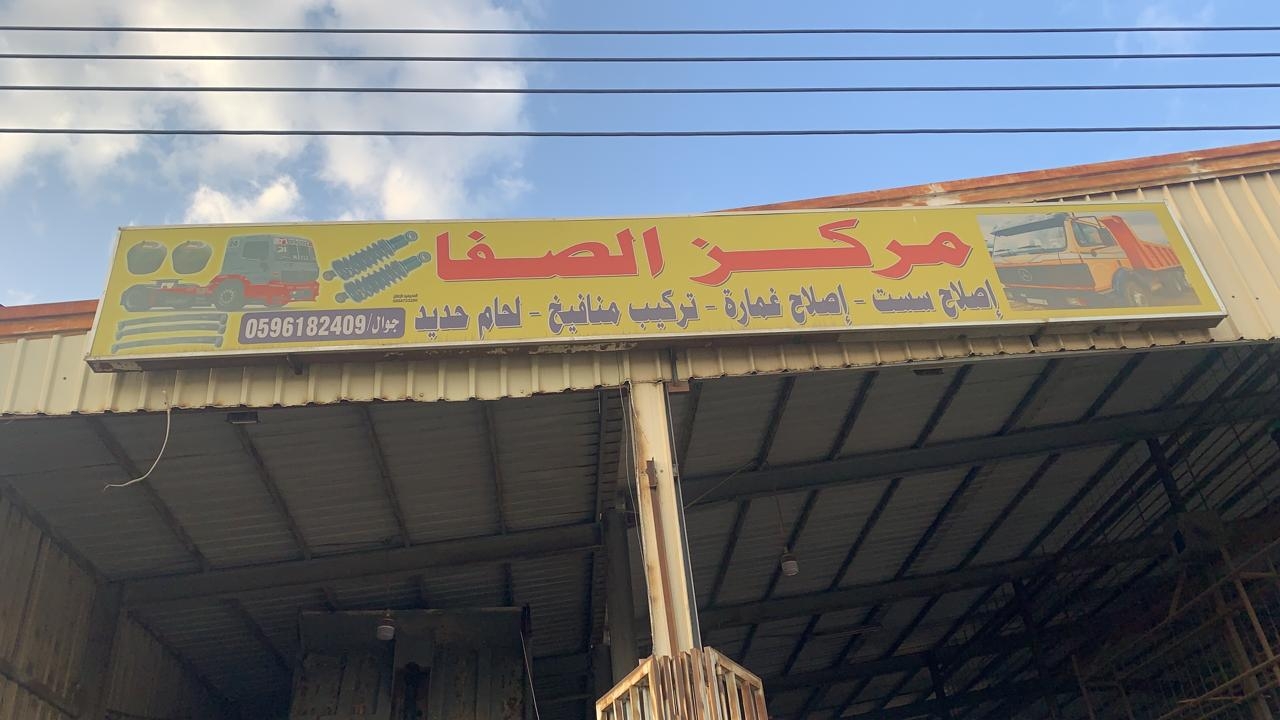 مركز الصفا
إصلاح سست - إصلاح غمارة - تركيب منافيخ - لحام حديد
جوال/0596182409